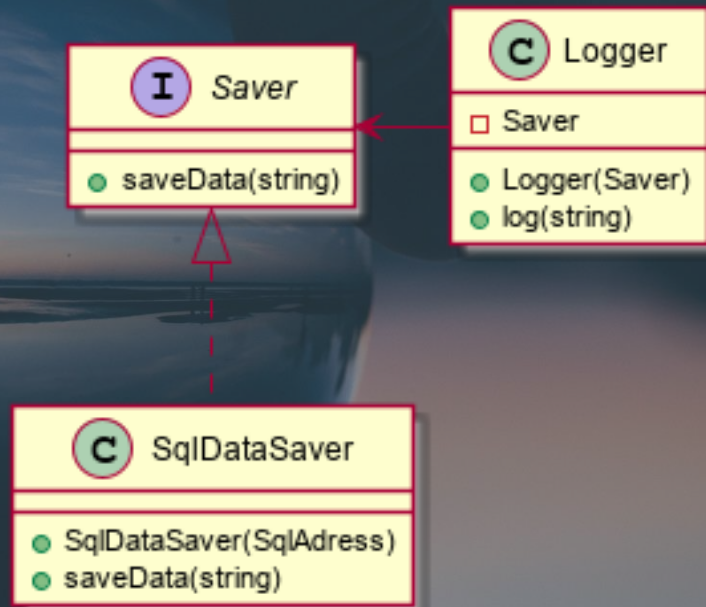 I Saver
saveData(string)
C Logger
Saver
Logger(Saver)
log(string)
C SqlDataSaver
SqlDataSaver(SqlAdress)
saveData(string)